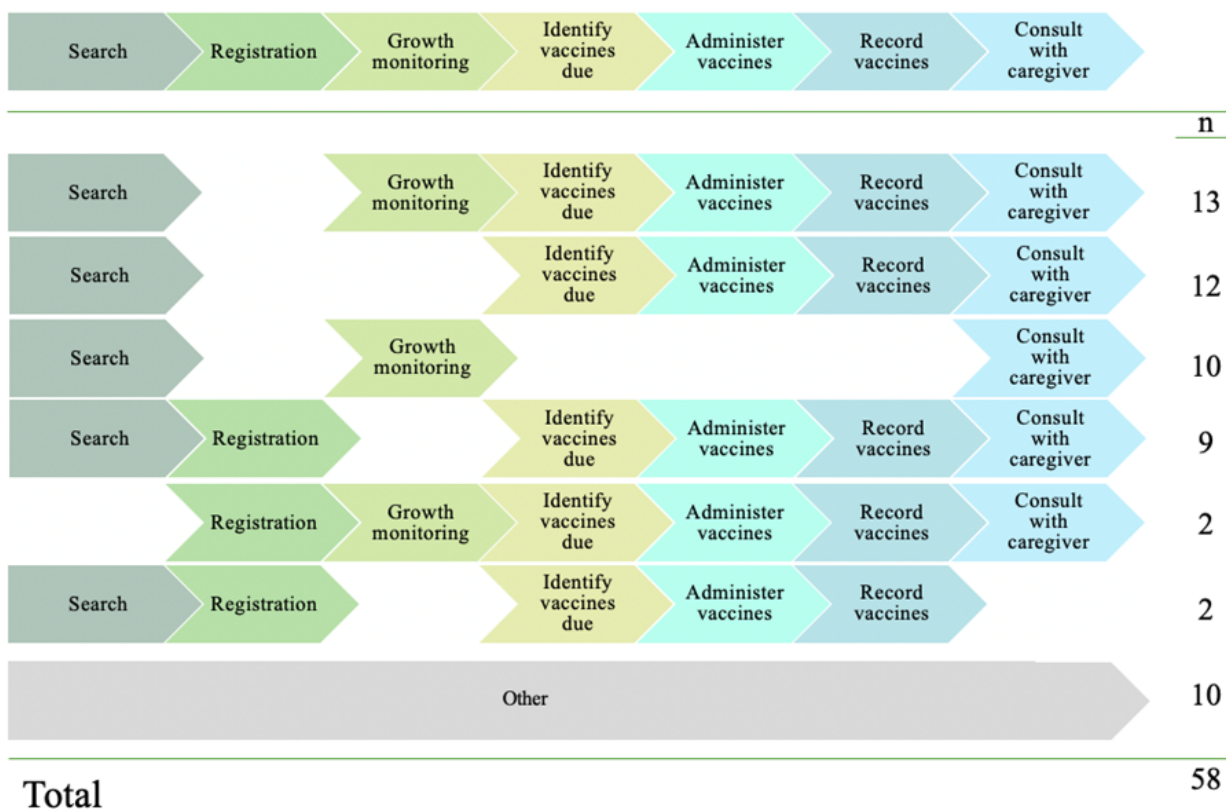 Search
Registration
Growth
monitoring
Identify
vaccines
due
Administer
vaccines
Record
vaccines
Consult
with
caregiver
n
Search
Growth
monitoring
Identify
vaccines
due
Administer
vaccines
Record
vaccines
Consult
with
caregiver
13
Search
Identify
vaccines
due
Administer
vaccines
Record
vaccines
Consult
with
caregiver
12
Search
Growth
monitoring
Consult
with
caregiver
10
Search
Registration
Identify
vaccines
due
Administer
vaccines
Record
vaccines
Consult
with
caregiver
9
Registration
Growth
monitoring
Identify
vaccines
due
Administer
vaccines
Record
vaccines
Consult
with
caregiver
2
Search
Registration
Identify
vaccines
due
Administer
vaccines
Record
vaccines
2
Other
10
Total
58